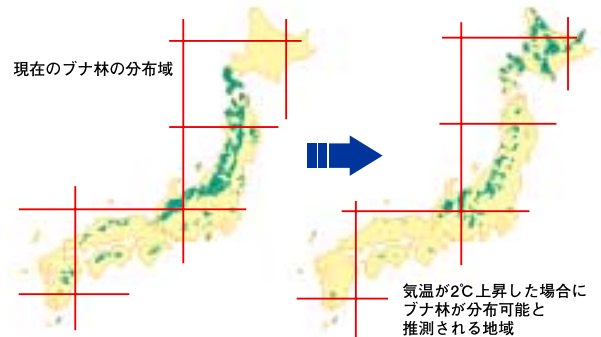 現在のブナ林の分布域
気温が2℃上昇した場合に
ブナ林が分布可能と
推測される地域